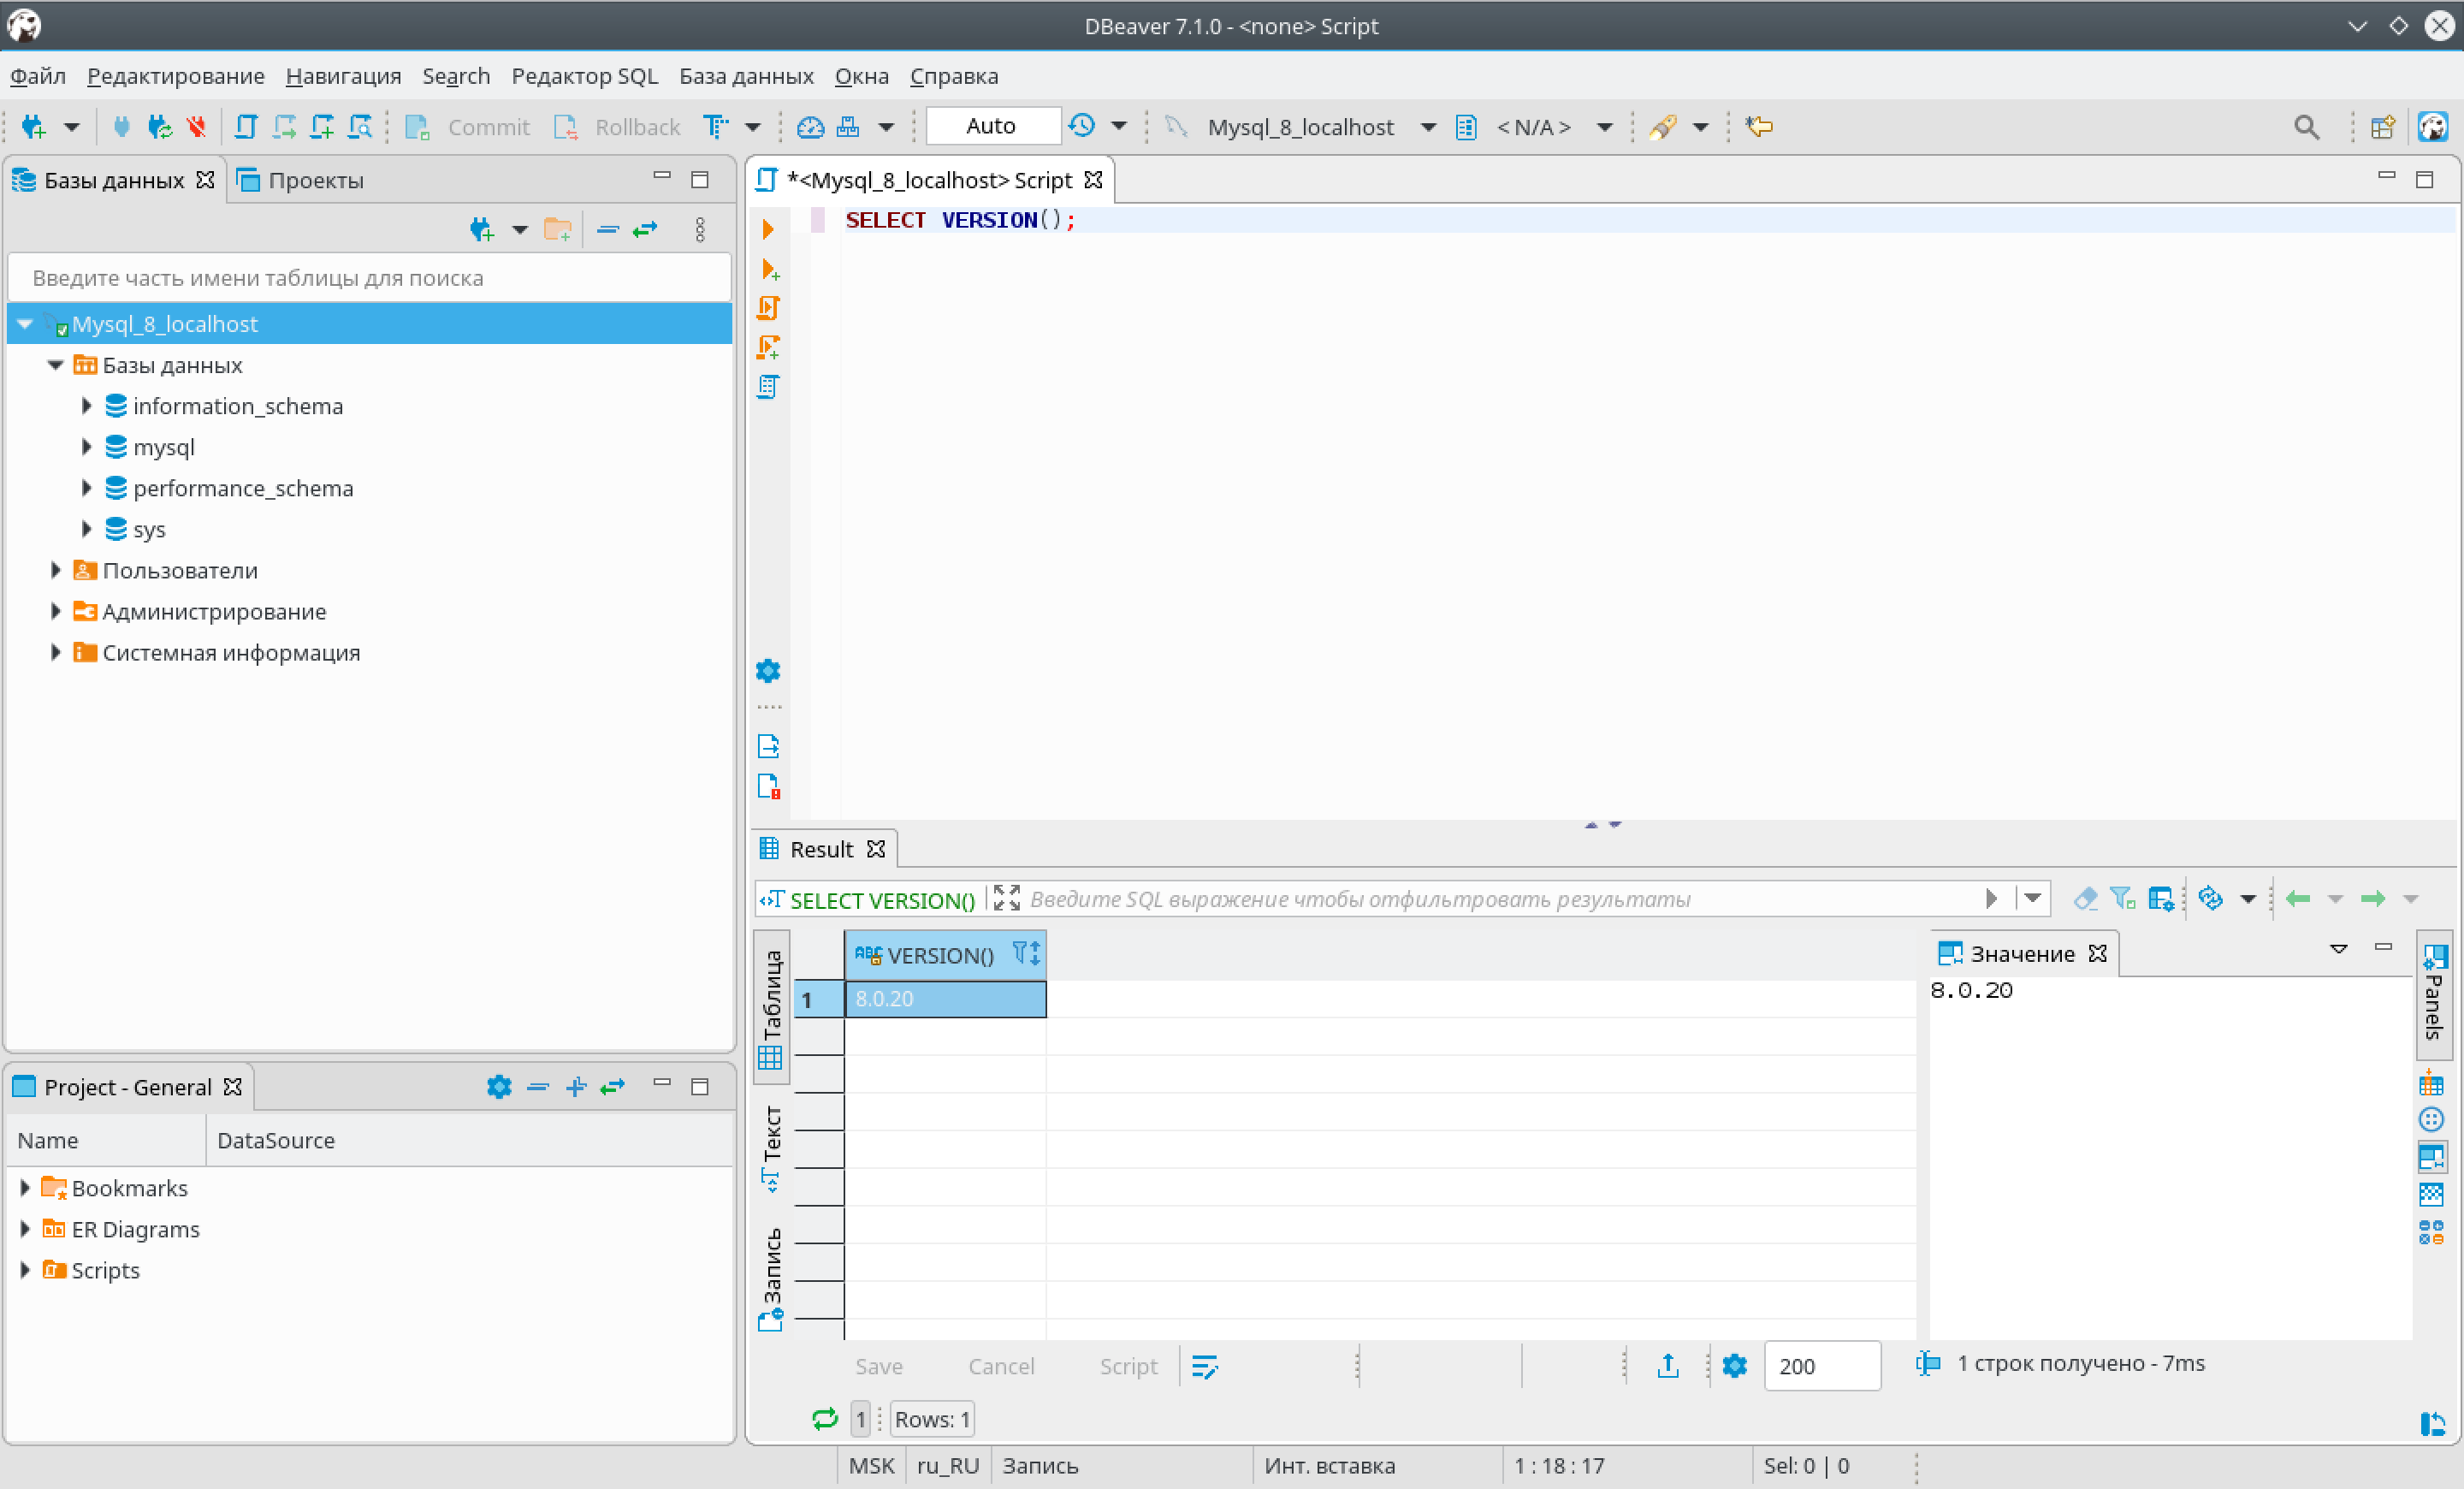 DBeaver 7.1.0 - <none> Script
Файл Редактирование Навигация Search Редактор SQL База данных Окна Справка
Commit Rollback Auto Mysql_8_localhost < N/A >
Базы данных Проекты
Введите часть имени таблицы для поиска
Mysql_8_localhost
Базы данных
information_schema
mysql
performance_schema
sys
Пользователи
Администрирование
Системная информация
Project - General
Name DataSource
Bookmarks
ER Diagrams
Scripts
*<Mysql_8_localhost> Script
SELECT VERSION();
Result
SELECT VERSION() Введите SQL выражение чтобы отфильтровать результаты
Таблица
Текст
Запись
ABC VERSION()
1 8.0.20
Значение
8.0.20
Panels
Save Cancel Script 200 1 строк получено - 7ms
1 Rows: 1
MSK ru_RU Запись Инт. вставка 1 : 18 : 17 Sel: 0 | 0